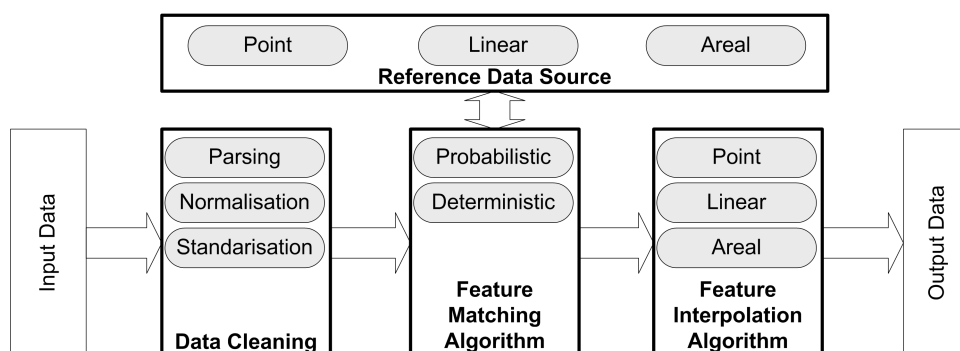 Point
Linear
Areal
Reference Data Source
Input Data
Parsing
Normalisation
Standarisation
Data Cleaning
Probabilistic
Deterministic
Feature
Matching
Algorithm
Point
Linear
Areal
Feature
Interpolation
Algorithm
Output Data